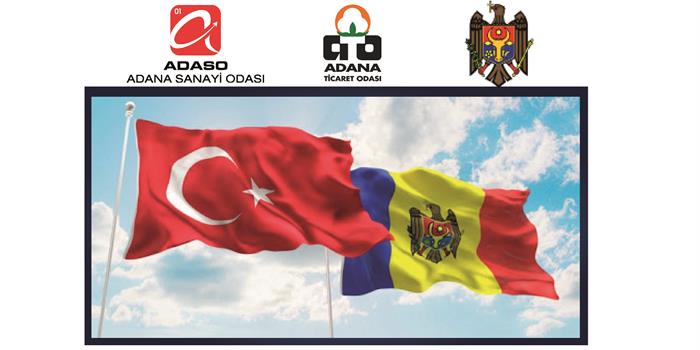 01
ADASO
ADANA SANAYİ ODASI
ADANA
TİCARET ODASI